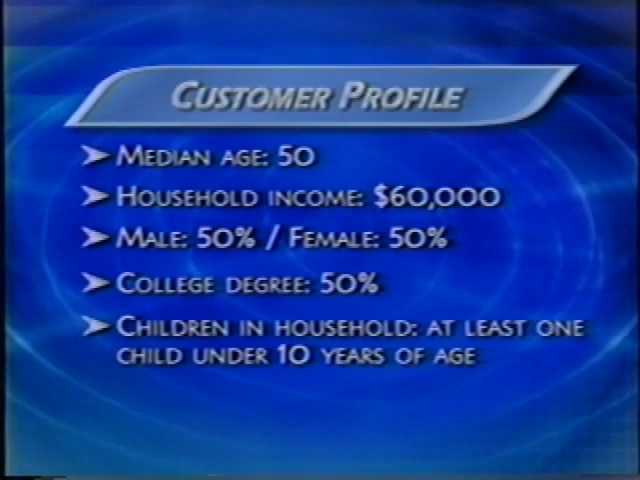 CUSTOMER PROFILE
➤ MEDIAN AGE: 50
➤ HOUSEHOLD INCOME: $60,000
➤ MALE: 50% / FEMALE: 50%
➤ COLLEGE DEGREE: 50%
➤ CHILDREN IN HOUSEHOLD: AT LEAST ONE
CHILD UNDER 10 YEARS OF AGE